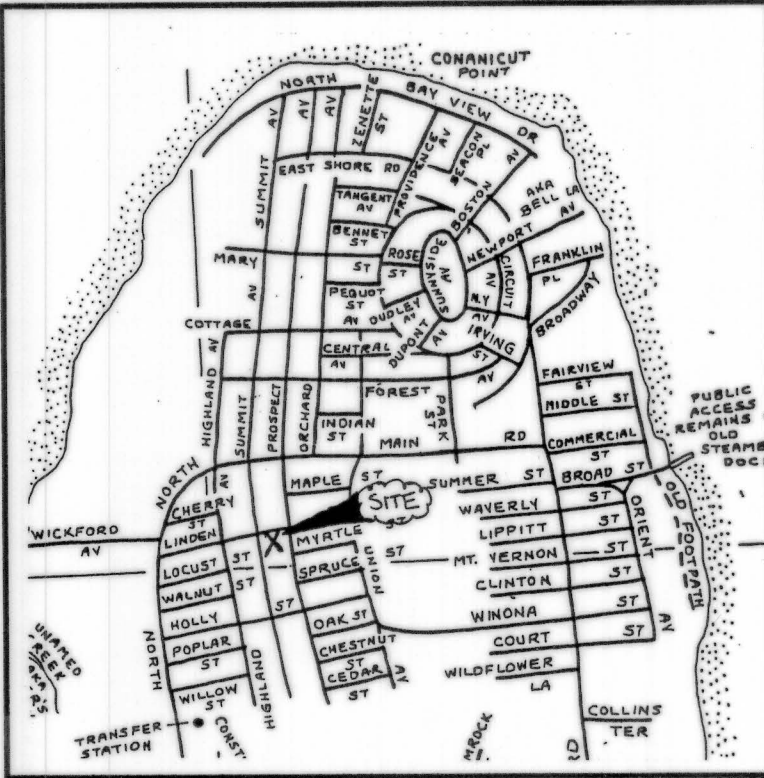 CONANICUT
POINT
NORTH
BAY VIEW DR
AV
AV
AV
ZENETTE
ST
PROVIDENCE
AV
BEACON
PL
BOSTON
AV
AKA
BELL LA
EAST SHORE RD
SUMMIT
AV
TANGENT
AV
BENNET
ST
NEWPORT
AV
MARY
ST
ROSE
ST
SUNNYSIDE
AV
CIRCUIT
AV
FRANKLIN
PL
PEQUOT
ST
DUDLEY
AV
N.Y
AV
BROADWAY
COTTAGE
AV
DUPONT
AV
IRVING
ST
CENTRAL
AV
HIGHLAND
AV
FOREST
AV
FAIRVIEW
ST
MIDDLE ST
PUBLIC
ACCESS
REMAINS
OLD
SUMMIT
PROSPECT
ORCHARD
INDIAN
ST
PARK
ST
COMMERCIAL
ST
NORTH
MAIN
RD
AV
MAPLE
ST
SUMMER ST
BROAD ST
CHERRY
ST
SITE
WAVERLY
ST
WICKFORD
AV
LINDEN
X
MYRTLE
LIPPITT
ST
ORIENT
AV
OLD
FOOTPATH
LOCUST
ST
SPRUCE
UNION
AV
ST
MT. VERNON
ST
WALNUT
ST
CLINTON
ST
HOLLY
ST
OAK ST
WINONA
ST
UNAMED
POPLAR
ST
CHESTNUT
ST
COURT
ST
NORTH
HIGHLAND
CEDAR
ST
WILDFLOWER
LA
WILLOW
ST
TRANSFER
STATION
CONST
MROCK
RD
COLLINS
TER